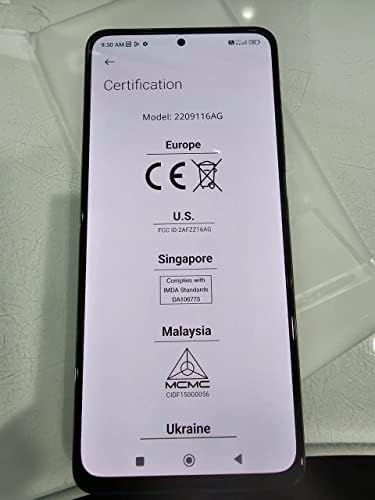 9:30 AM
Certification
Model: 2209116AG
Europe
CE
U.S.
FCC ID:2AFZZ16AG
Singapore
Complies with
IMDA Standards
DA106775
Malaysia
MCMC
CIDF15000056
Ukraine